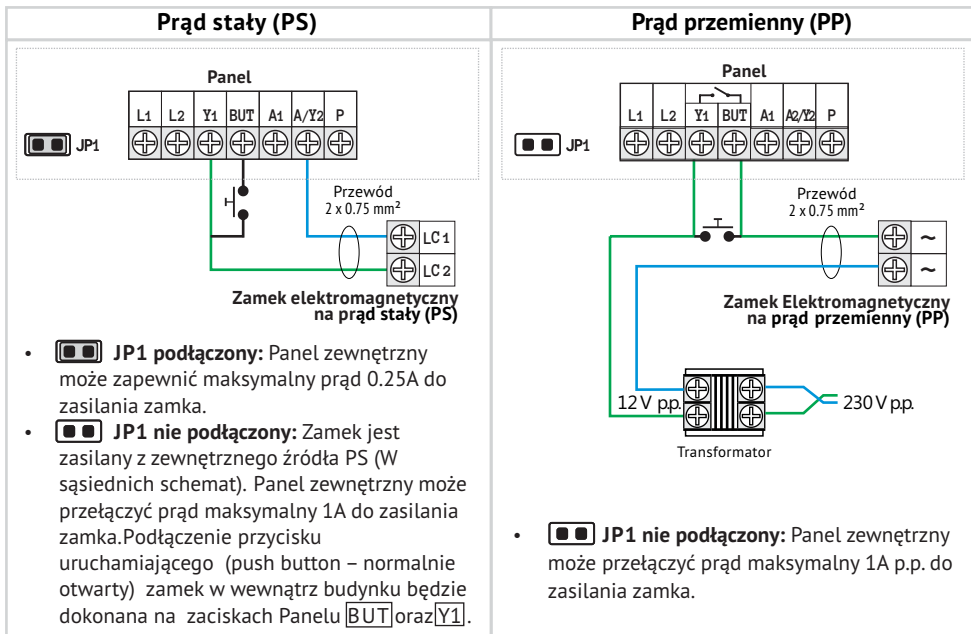 Prąd stały (PS)
Panel
L1 L2 Y1 BUT A1 A/Y2 P
JP1
Przewód
2 x 0.75 mm²
LC1
LC2
Zamek elektromagnetyczny
na prąd stały (PS)
• JP1 podłączony: Panel zewnętrzny
może zapewnić maksymalny prąd 0.25A do
zasilania zamka.
• JP1 nie podłączony: Zamek jest
zasilany z zewnętrznego źródła PS (W
sąsiednich schemat). Panel zewnętrzny może
przełączyć prąd maksymalny 1A do zasilania
zamka.Podłączenie przycisku
uruchamiającego (push button – normalnie
otwarty) zamek w wewnątrz budynku będzie
dokonana na zaciskach Panelu BUT oraz Y1.
Prąd przemienny (PP)
Panel
L1 L2 Y1 BUT A1 A2/Y2 P
JP1
Przewód
2 x 0.75 mm²
~
~
Zamek Elektromagnetyczny
na prąd przemienny (PP)
12 V p.p.
230 V p.p.
Transformator
• JP1 nie podłączony: Panel zewnętrzny
może przełączyć prąd maksymalny 1A p.p. do
zasilania zamka.